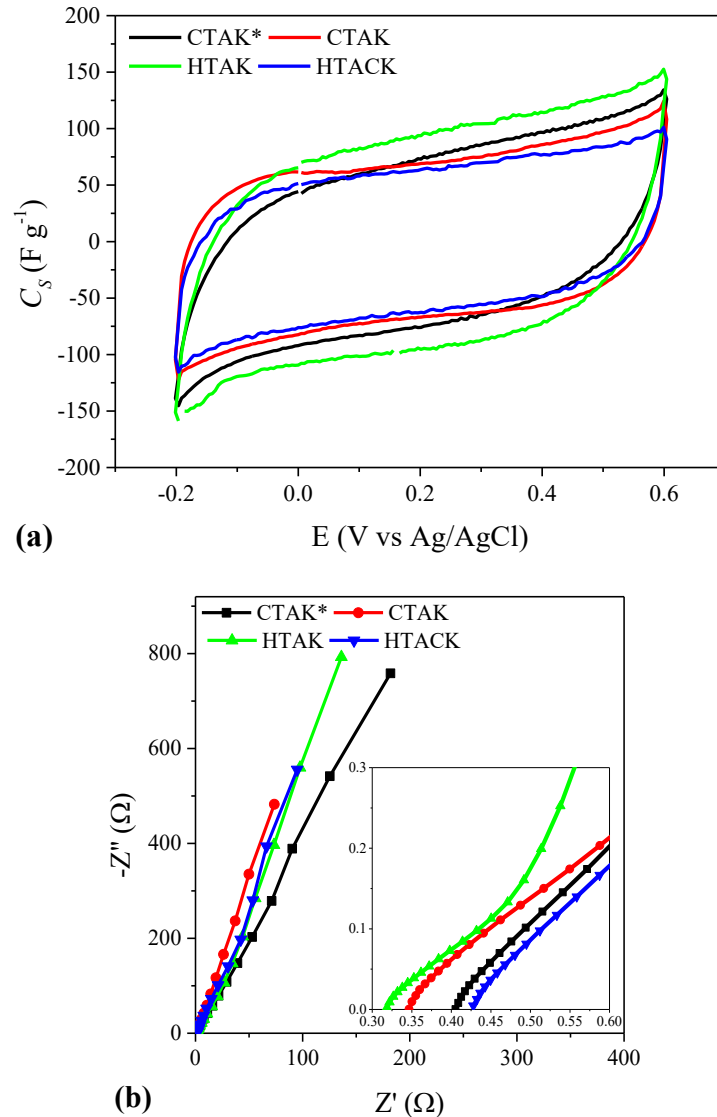 CTAK* CTAK
HTAK HTACK
200
150
100
50
0
-50
-100
-150
-200
C_S (F g⁻¹)
-0.2 0.0 0.2 0.4 0.6
E (V vs Ag/AgCl)
(a)
CTAK* CTAK
HTAK HTACK
800
600
400
200
0
-Z'' (Ω)
0.3
0.2
0.1
0.0
0.30 0.35 0.40 0.45 0.50 0.55 0.60
0 100 200 300 400
Z' (Ω)
(b)